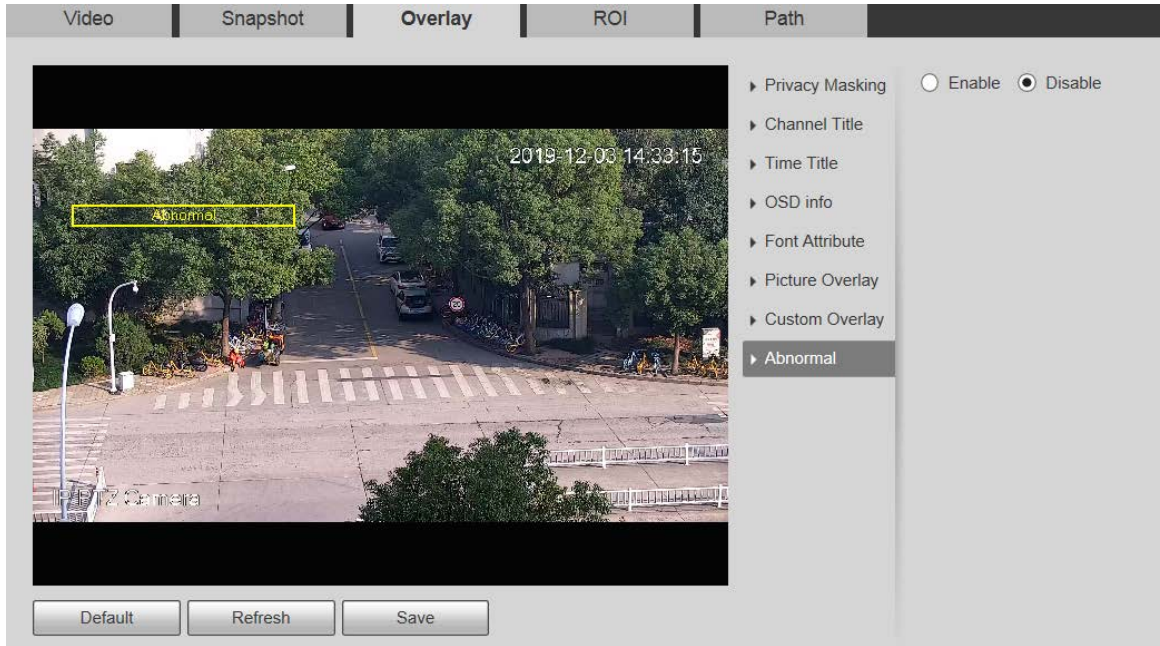 Video
Snapshot
Overlay
ROI
Path
2019-12-03 14:33:15
Abnormal
IP PTZ Camera
Privacy Masking
Channel Title
Time Title
OSD info
Font Attribute
Picture Overlay
Custom Overlay
Abnormal
Enable
Disable
Default
Refresh
Save